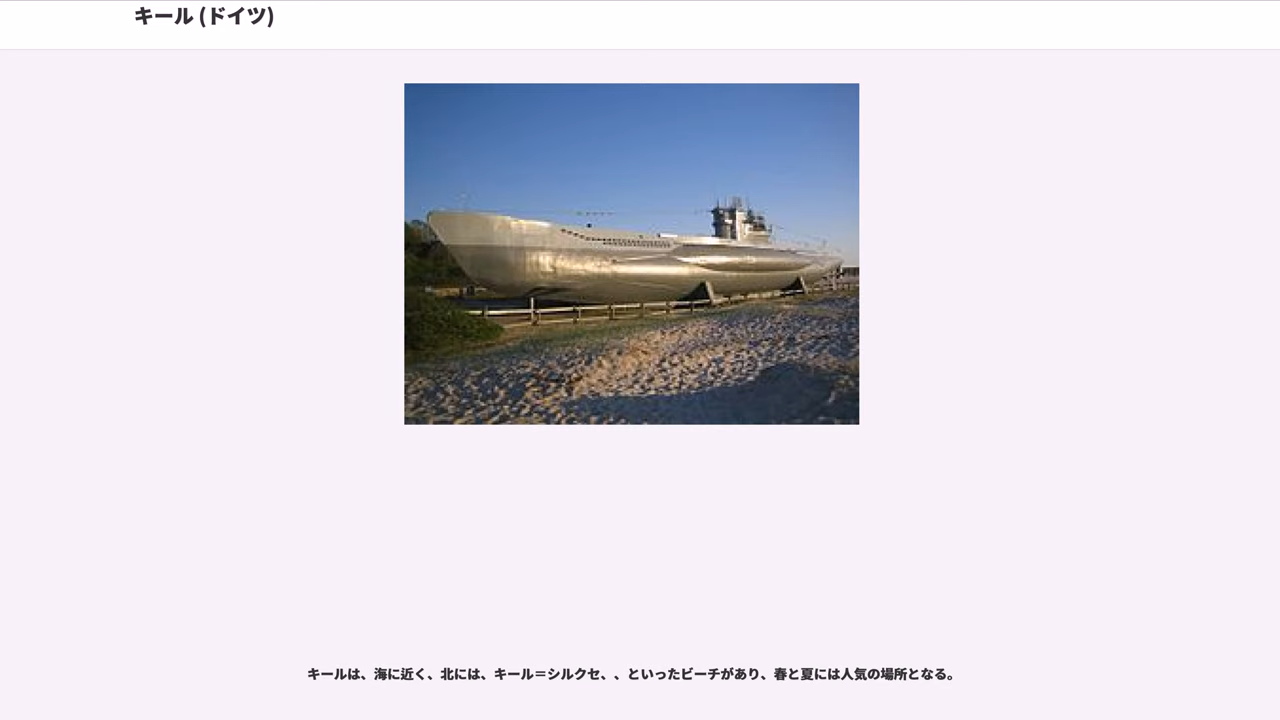 キール (ドイツ)
キールは、海に近く、北には、キール＝シルクセ、、といったビーチがあり、春と夏には人気の場所となる。